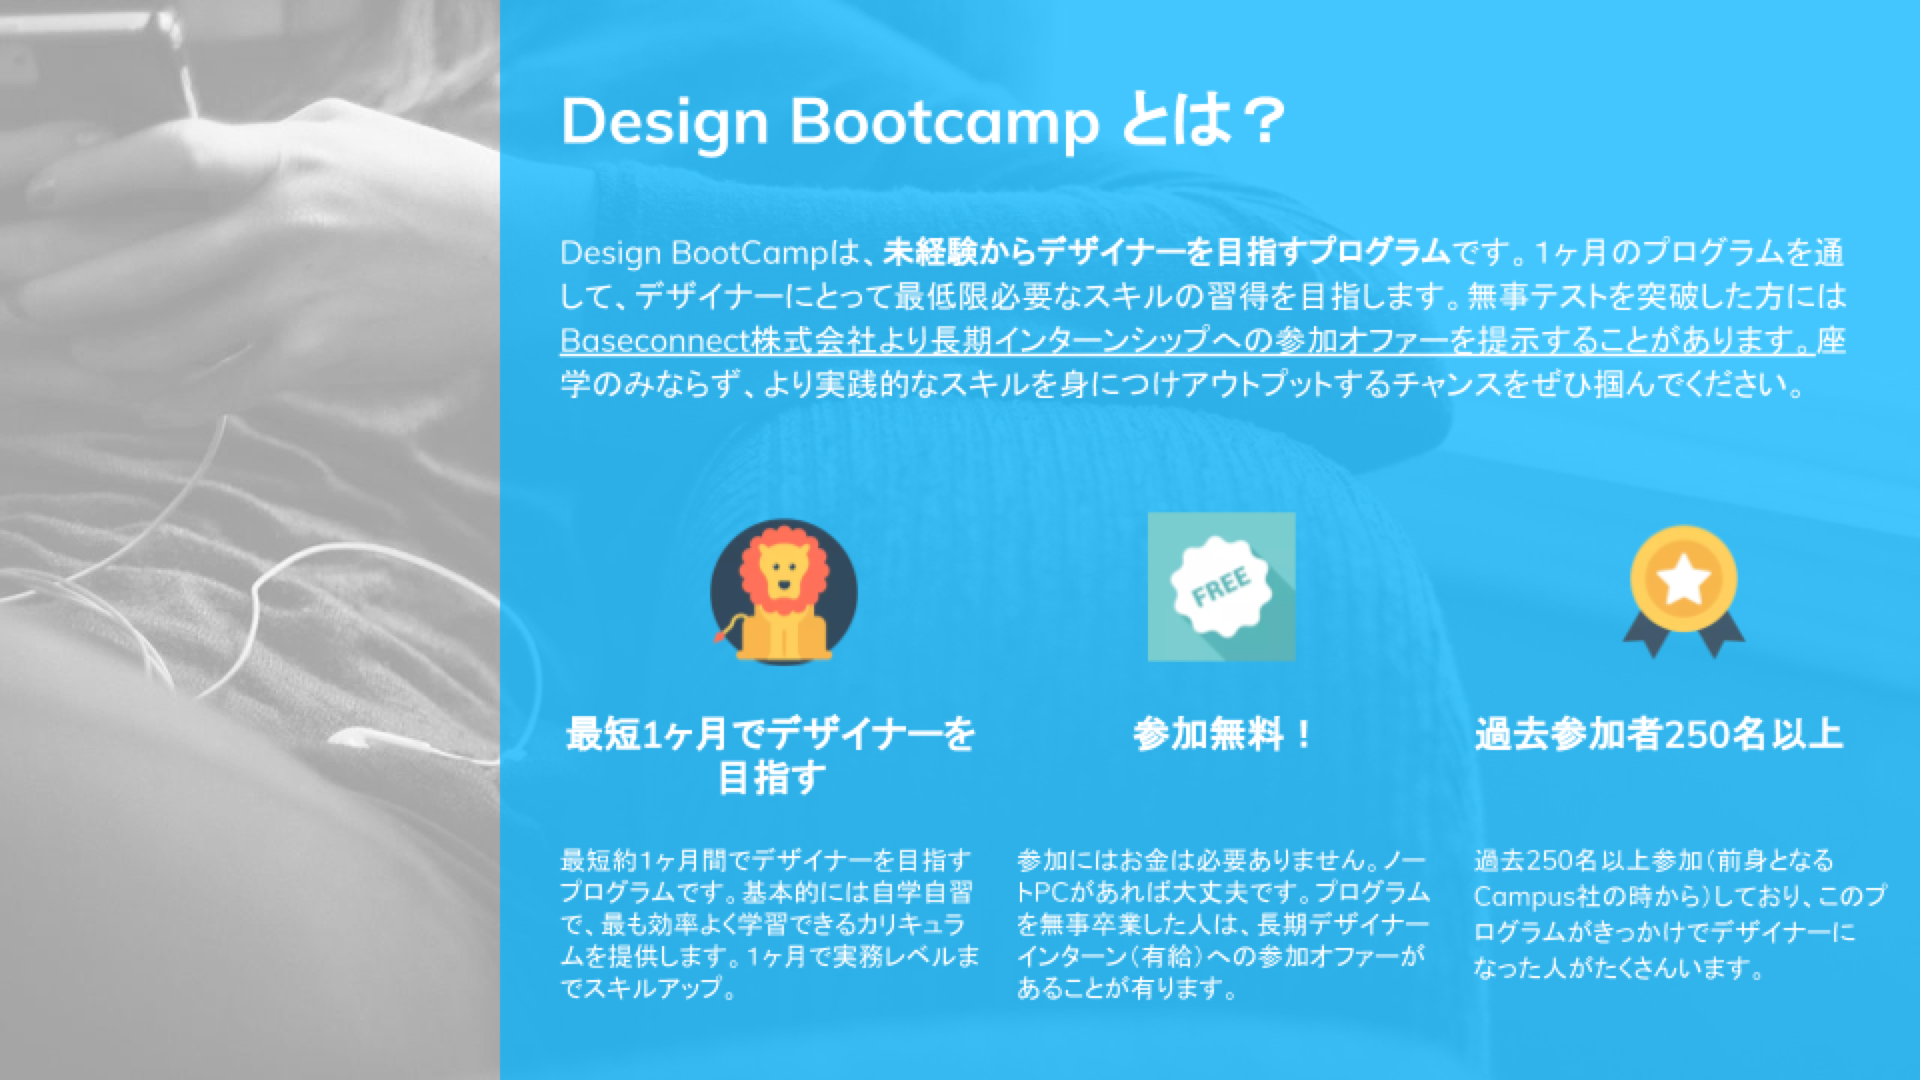 Design Bootcamp とは？
Design BootCampは、未経験からデザイナーを目指すプログラムです。1ヶ月のプログラムを通
して、デザイナーにとって最低限必要なスキルの習得を目指します。無事テストを突破した方には
Baseconnect株式会社より長期インターンシップへの参加オファーを提示することがあります。座
学のみならず、より実践的なスキルを身につけアウトプットするチャンスをぜひ掴んでください。
FREE
最短1ヶ月でデザイナーを
目指す
参加無料！
過去参加者250名以上
最短約1ヶ月間でデザイナーを目指す
プログラムです。基本的には自学自習
で、最も効率よく学習できるカリキュラ
ムを提供します。1ヶ月で実務レベルま
でスキルアップ。
参加にはお金は必要ありません。ノー
トPCがあれば大丈夫です。プログラム
を無事卒業した人は、長期デザイナー
インターン（有給）への参加オファーが
あることが有ります。
過去250名以上参加（前身となる
Campus社の時から）しており、このプ
ログラムがきっかけでデザイナーに
なった人がたくさんいます。